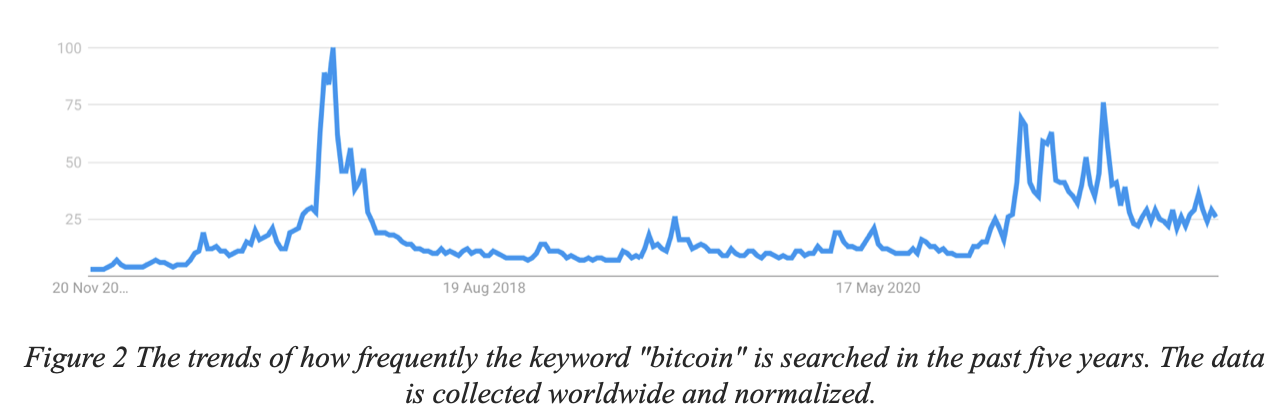 100
75
50
25
20 Nov 20...
19 Aug 2018
17 May 2020
Figure 2 The trends of how frequently the keyword "bitcoin" is searched in the past five years. The data
is collected worldwide and normalized.